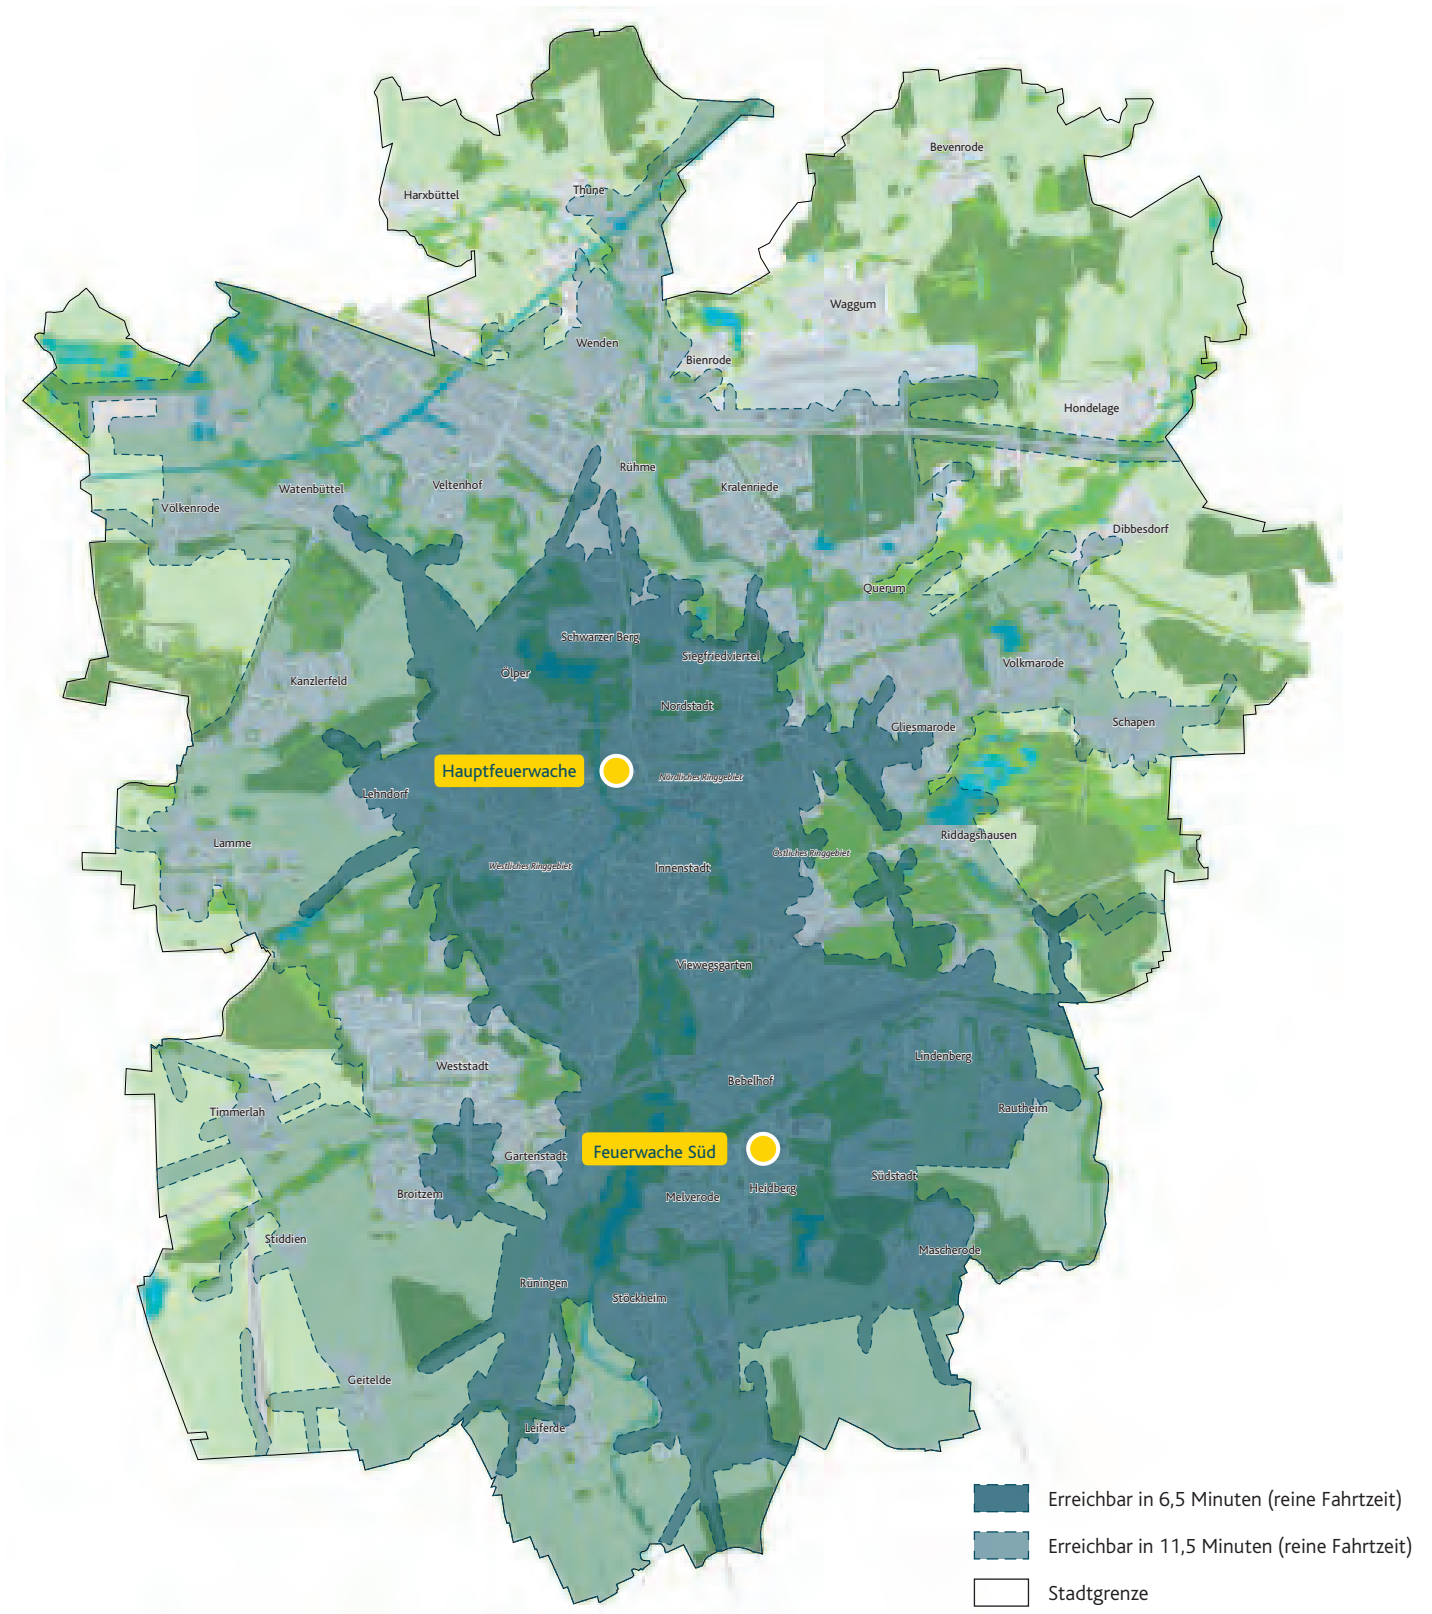 Bevenrode
Thune
Harxbüttel
Waggum
Wenden
Bienrode
Hondelage
Rühme
Veltenhof
Kralenriede
Watenbüttel
Völkenrode
Dibbesdorf
Querum
Schwarzer Berg
Siegfriedviertel
Volkmarode
Ölper
Kanzlerfeld
Nordstadt
Schapen
Gliesmarode
Hauptfeuerwache
Nördliches Ringgebiet
Lehndorf
Riddagshausen
Lamme
Östliches Ringgebiet
Westliches Ringgebiet
Innenstadt
Viewegsgarten
Lindenberg
Weststadt
Bebelhof
Rautheim
Timmerlah
Feuerwache Süd
Gartenstadt
Südstadt
Heidberg
Broitzem
Melverode
Stiddien
Mascherode
Rüningen
Stöckheim
Geitelde
Leiferde
Erreichbar in 6,5 Minuten (reine Fahrtzeit)
Erreichbar in 11,5 Minuten (reine Fahrtzeit)
Stadtgrenze